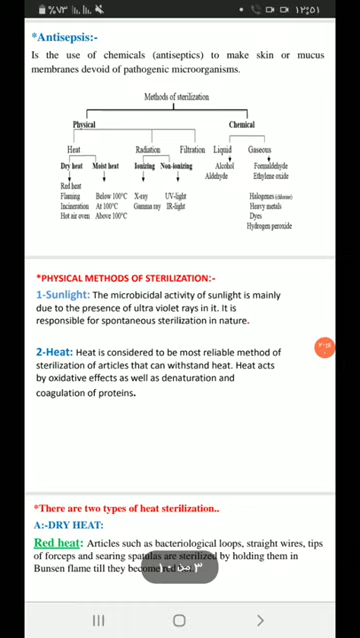 %٧٣ ١٢:٥١
*Antisepsis:-
Is the use of chemicals (antiseptics) to make skin or mucus
membranes devoid of pathogenic microorganisms.
Methods of sterilization
Physical Chemical
Heat Radiation Filtration Liquid Gaseous
Dry heat Moist heat Ionizing Non-ionizing Alcohol Formaldehyde
Aldehyde Ethylene oxide
Red heat
Flaming Below 100°C X-ray UV-light Halogenes (chlorine)
Incineration At 100°C Gamma ray IR-light Heavy metals
Hot air oven Above 100°C Dyes
Hydrogen peroxide
*PHYSICAL METHODS OF STERILIZATION:-
1-Sunlight: The microbicidal activity of sunlight is mainly
due to the presence of ultra violet rays in it. It is
responsible for spontaneous sterilization in nature.
2-Heat: Heat is considered to be most reliable method of
sterilization of articles that can withstand heat. Heat acts
by oxidative effects as well as denaturation and
coagulation of proteins.
*There are two types of heat sterilization..
A:-DRY HEAT:
Red heat: Articles such as bacteriological loops, straight wires, tips
of forceps and searing spatulas are sterilized by holding them in
Bunsen flame till they become red